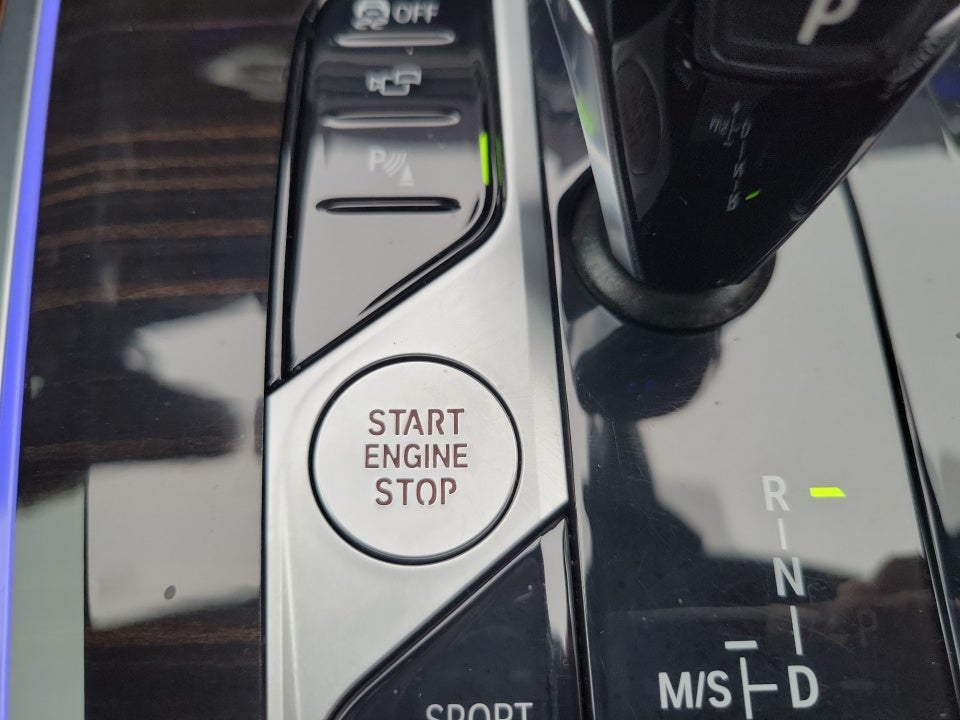 OFF
P
P
START
ENGINE
STOP
R
N
P
M/S D
SPORT